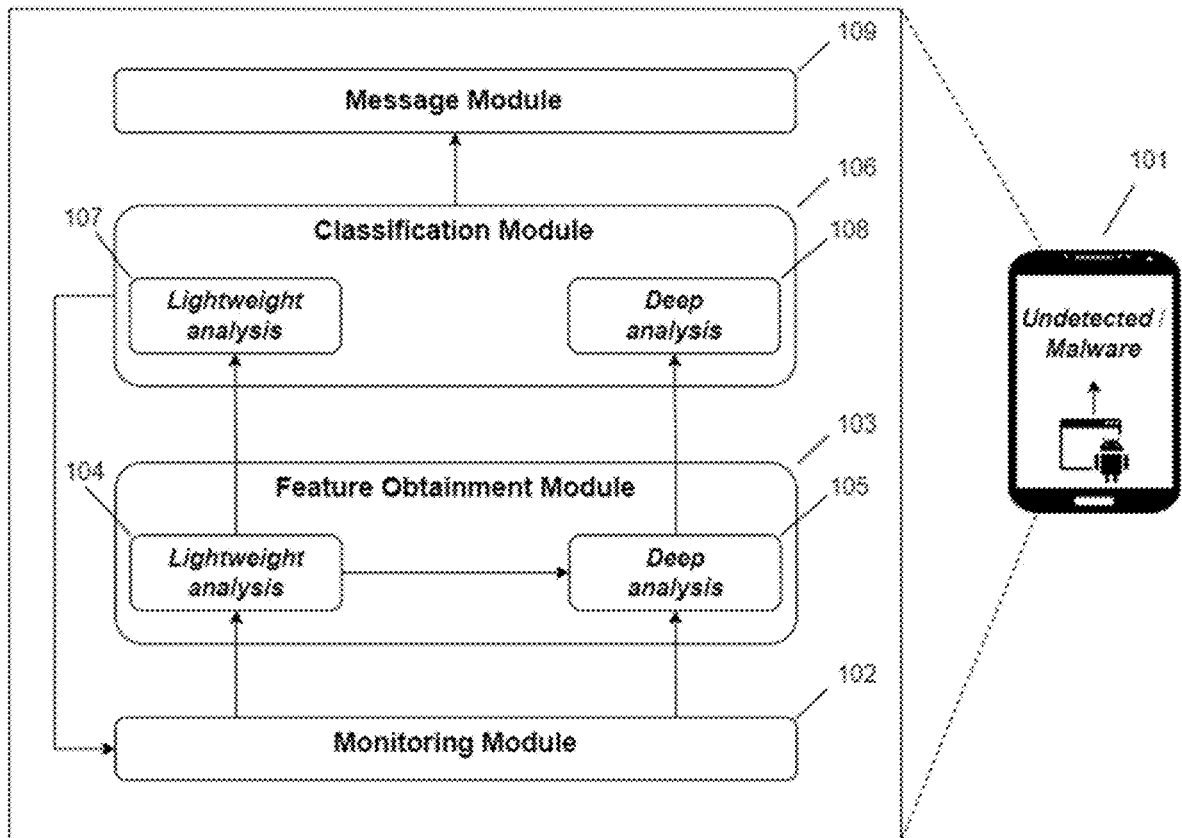 109
Message Module
101
106
107
Classification Module
108
Lightweight
analysis
Deep
analysis
Undetected /
Malware
103
104
Feature Obtainment Module
105
Lightweight
analysis
Deep
analysis
102
Monitoring Module